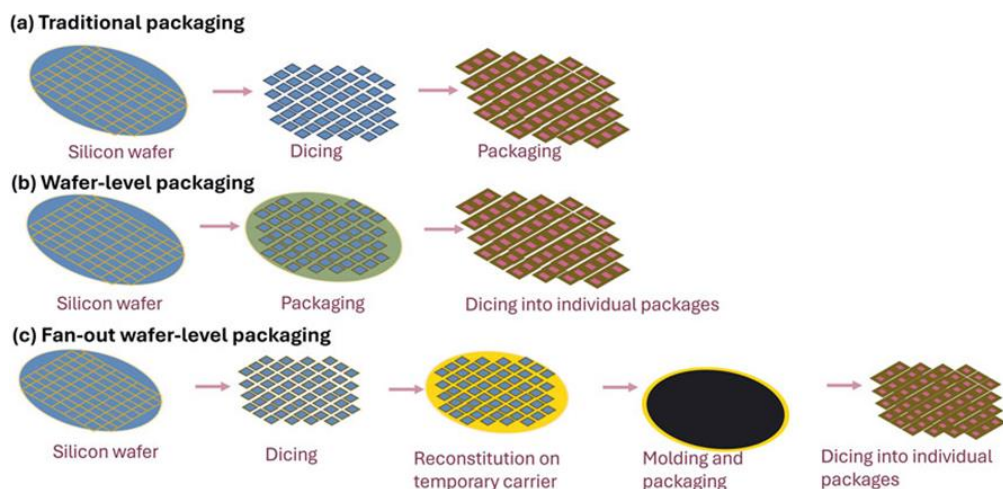 (a) Traditional packaging
Silicon wafer
Dicing
Packaging
(b) Wafer-level packaging
Silicon wafer
Packaging
Dicing into individual packages
(c) Fan-out wafer-level packaging
Silicon wafer
Dicing
Reconstitution on
temporary carrier
Molding and
packaging
Dicing into individual
packages